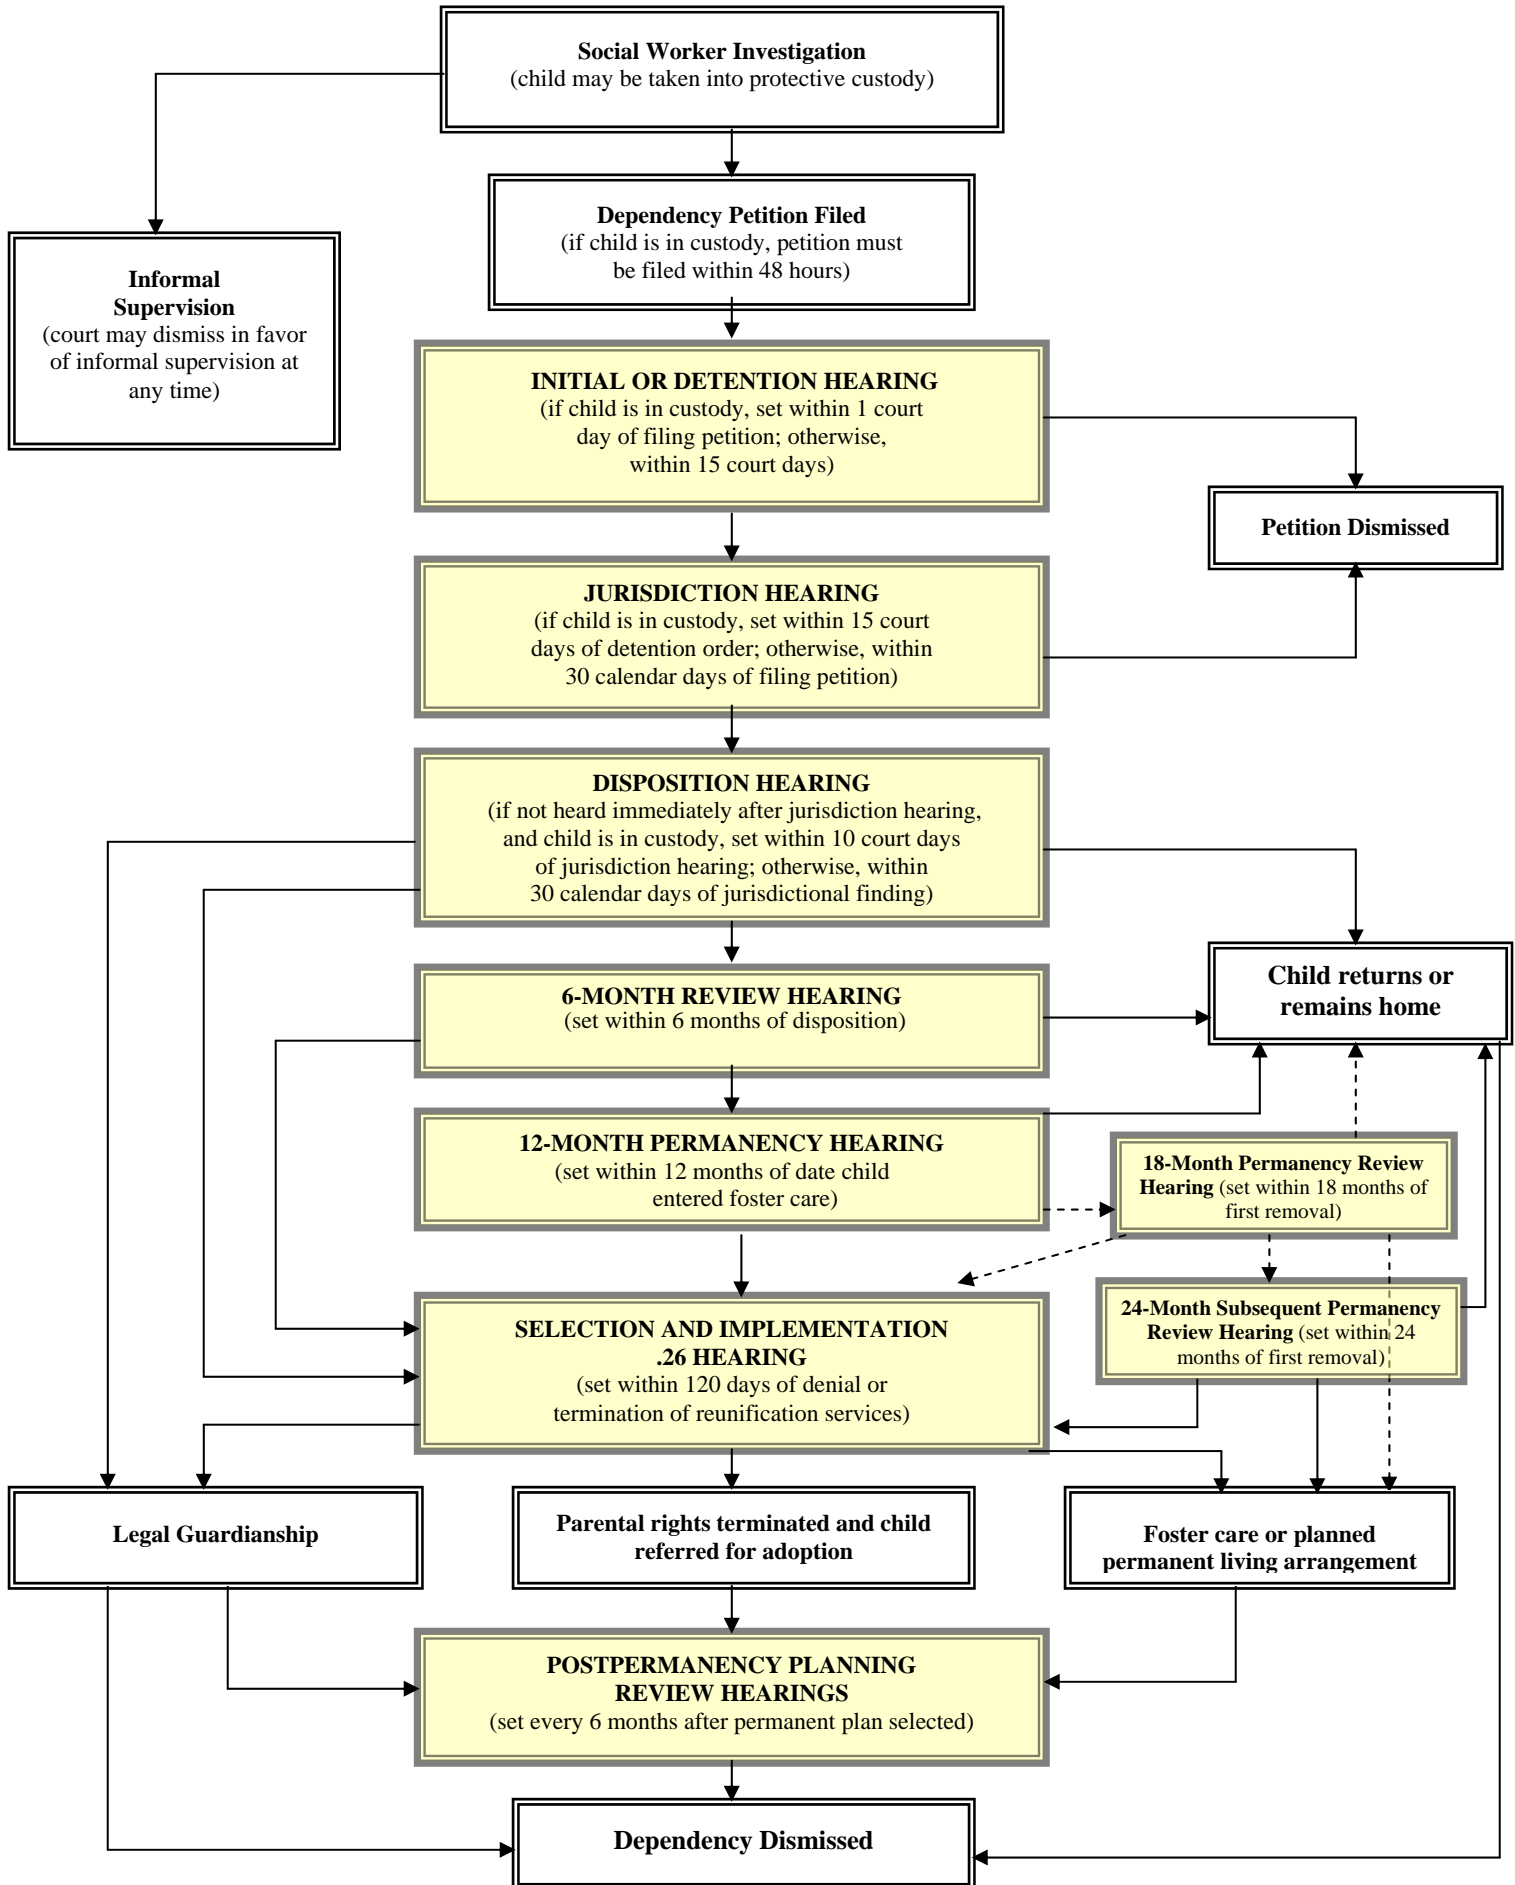 Social Worker Investigation
(child may be taken into protective custody)
Dependency Petition Filed
(if child is in custody, petition must
be filed within 48 hours)
Informal
Supervision
(court may dismiss in favor
of informal supervision at
any time)
INITIAL OR DETENTION HEARING
(if child is in custody, set within 1 court
day of filing petition; otherwise,
within 15 court days)
Petition Dismissed
JURISDICTION HEARING
(if child is in custody, set within 15 court
days of detention order; otherwise, within
30 calendar days of filing petition)
DISPOSITION HEARING
(if not heard immediately after jurisdiction hearing,
and child is in custody, set within 10 court days
of jurisdiction hearing; otherwise, within
30 calendar days of jurisdictional finding)
Child returns or
remains home
6-MONTH REVIEW HEARING
(set within 6 months of disposition)
12-MONTH PERMANENCY HEARING
(set within 12 months of date child
entered foster care)
18-Month Permanency Review
Hearing (set within 18 months of
first removal)
24-Month Subsequent Permanency
Review Hearing (set within 24
months of first removal)
SELECTION AND IMPLEMENTATION
.26 HEARING
(set within 120 days of denial or
termination of reunification services)
Legal Guardianship
Parental rights terminated and child
referred for adoption
Foster care or planned
permanent living arrangement
POSTPERMANENCY PLANNING
REVIEW HEARINGS
(set every 6 months after permanent plan selected)
Dependency Dismissed